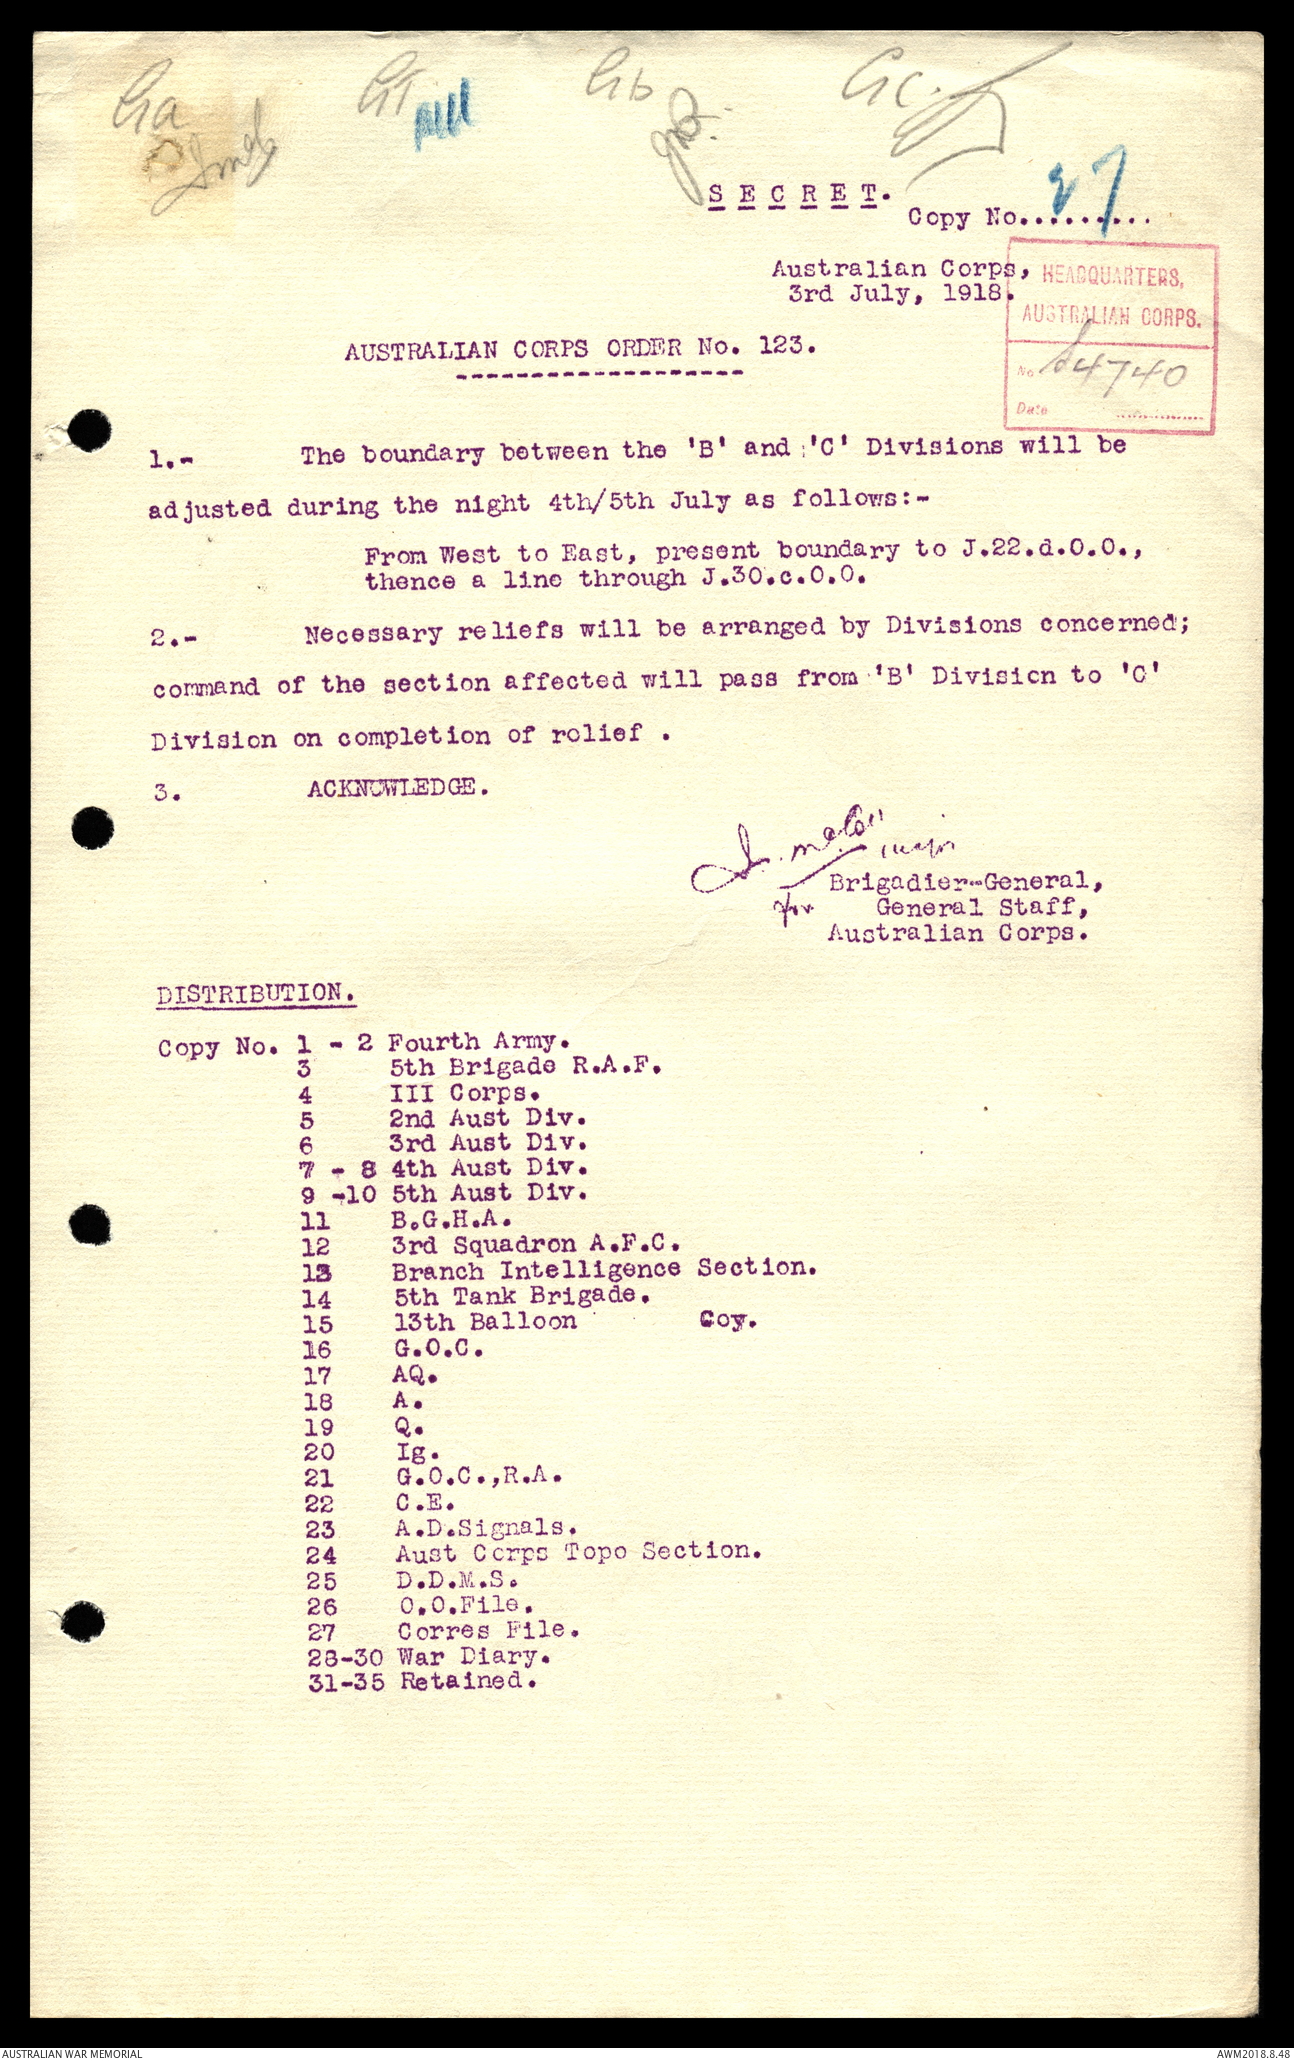 Ga
GI
Gb
Gc.
SECRET.
Copy No.......... 27
Australian Corps,
3rd July, 1918.
HEADQUARTERS,
AUSTRALIAN CORPS.
No 4740
Date ..............
AUSTRALIAN CORPS ORDER No. 123.
-------------------
1.- The boundary between the 'B' and 'C' Divisions will be
adjusted during the night 4th/5th July as follows:-
From West to East, present boundary to J.22.d.0.0.,
thence a line through J.30.c.0.0.
2.- Necessary reliefs will be arranged by Divisions concerned;
command of the section affected will pass from 'B' Division to 'C'
Division on completion of relief .
3. ACKNOWLEDGE.
for
Brigadier-General,
General Staff,
Australian Corps.
DISTRIBUTION.
Copy No. 1 - 2 Fourth Army.
3 5th Brigade R.A.F.
4 III Corps.
5 2nd Aust Div.
6 3rd Aust Div.
7 - 8 4th Aust Div.
9 -10 5th Aust Div.
11 B.G.H.A.
12 3rd Squadron A.F.C.
13 Branch Intelligence Section.
14 5th Tank Brigade.
15 13th Balloon Coy.
16 G.O.C.
17 AQ.
18 A.
19 Q.
20 Ig.
21 G.O.C.,R.A.
22 C.E.
23 A.D.Signals.
24 Aust Corps Topo Section.
25 D.D.M.S.
26 O.O.File.
27 Corres File.
28-30 War Diary.
31-35 Retained.
AUSTRALIAN WAR MEMORIAL
AWM2018.8.48